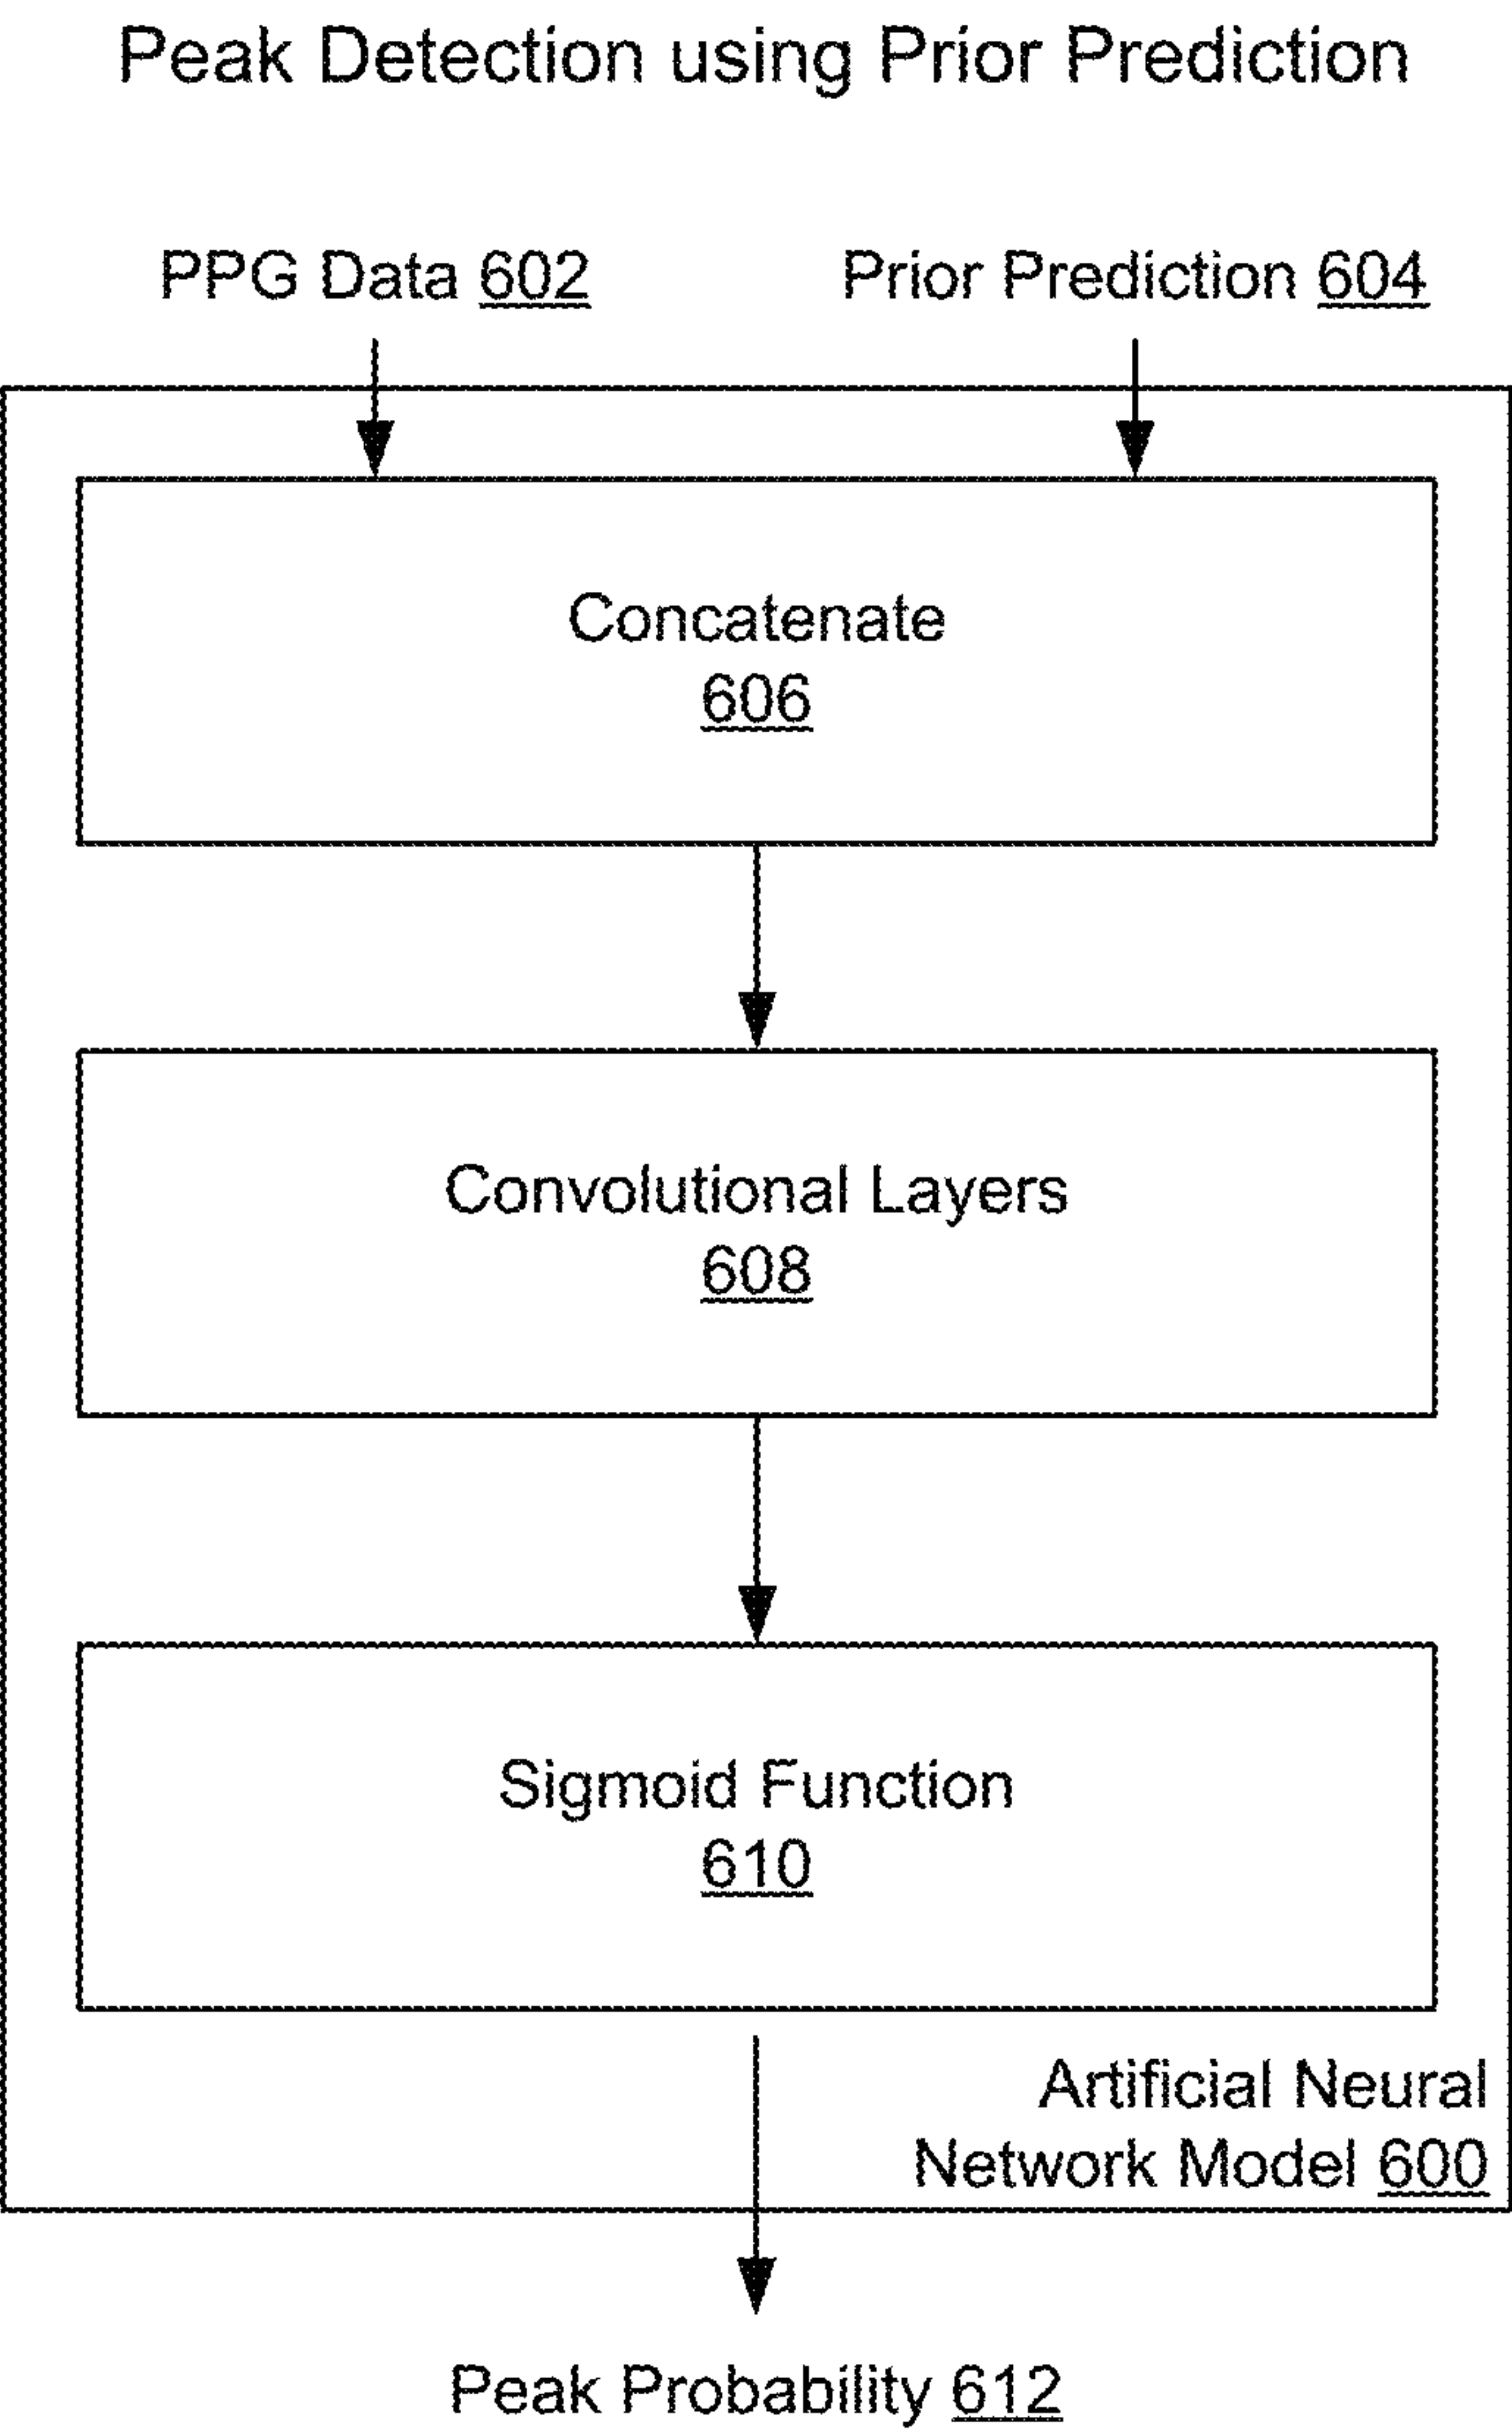 Peak Detection using Prior Prediction
PPG Data 602
Prior Prediction 604
Concatenate
606
Convolutional Layers
608
Sigmoid Function
610
Artificial Neural
Network Model 600
Peak Probability 612